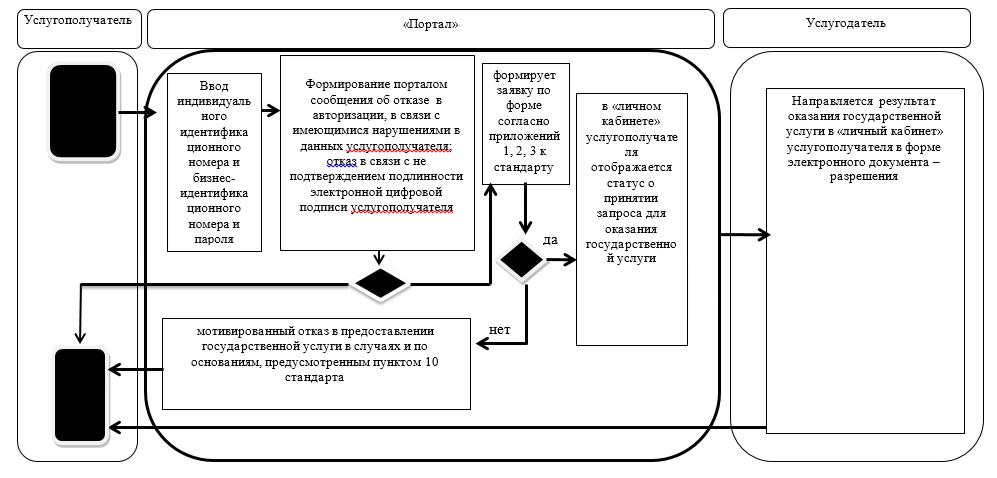 Услугополучатель
«Портал»
Услугодатель
Ввод
индивидуаль
ного
идентифика
ционного
номера и
бизнес-
идентифика
ционного
номера и
пароля
Формирование порталом
сообщения об отказе в
авторизации, в связи с
имеющимися нарушениями в
данных услугополучателя;
отказ в связи с не
подтверждением подлинности
электронной цифровой
подписи услугополучателя
формирует
заявку по
форме
согласно
приложений
1, 2, 3 к
стандарту
да
нет
в «личном
кабинете»
услугополучате
ля
отображается
статус о
принятии
запроса для
оказания
государственно
й услуги
Направляется результат
оказания государственной
услуги в «личный кабинет»
услугополучателя в форме
электронного документа –
разрешения
мотивированный отказ в предоставлении
государственной услуги в случаях и по
основаниям, предусмотренным пунктом 10
стандарта